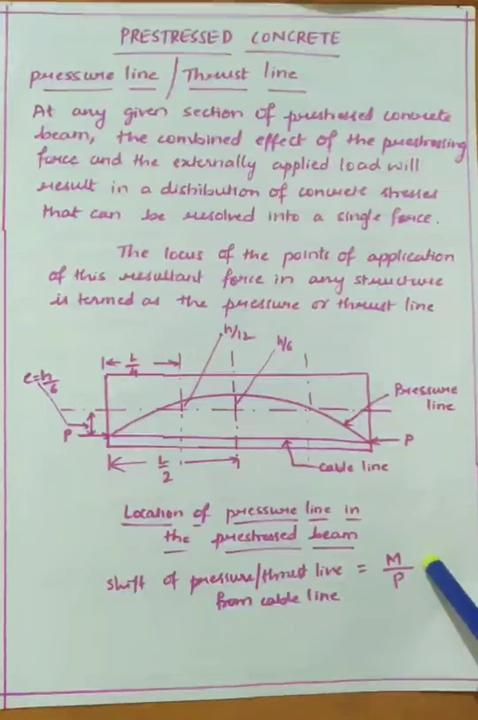 PRESTRESSED CONCRETE
pressure line / Thrust line
At any given section of prestressed concrete
beam, the combined effect of the prestressing
force and the externally applied load will
result in a distribution of concrete stresses
that can be resolved into a single force.
The locus of the points of application
of this resultant force in any structure
is termed as the pressure or thrust line
h/12
h/6
L/4
e=h/6
Pressure
line
P
P
cable line
L/2
Location of pressure line in
the prestressed beam
shift of pressure/thrust line = M/P
from cable line